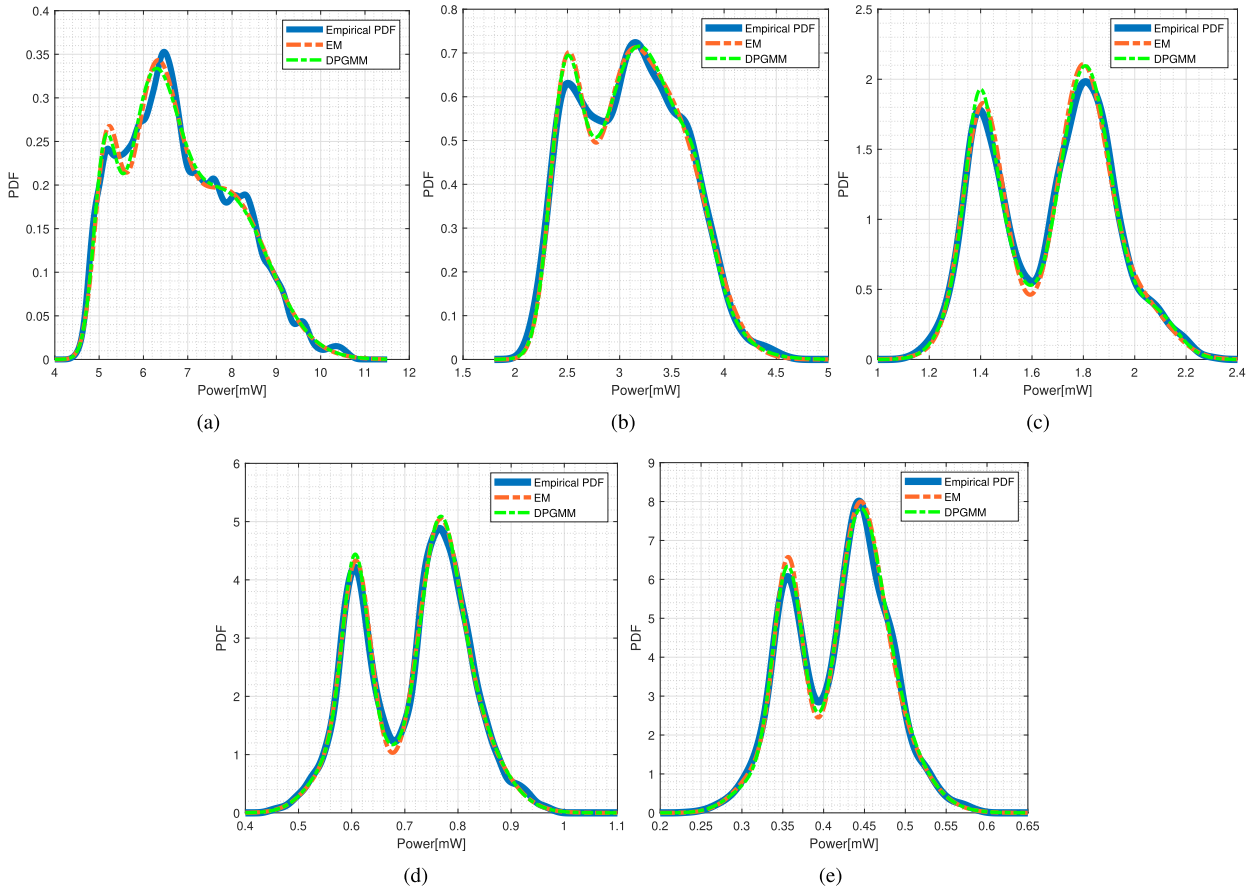 0.4
0.35
0.3
0.25
0.2
0.15
0.1
0.05
0
PDF
4 5 6 7 8 9 10 11 12
Power[mW]
Empirical PDF
EM
DPGMM
(a)
0.8
0.7
0.6
0.5
0.4
0.3
0.2
0.1
0
PDF
1.5 2 2.5 3 3.5 4 4.5 5
Power[mW]
Empirical PDF
EM
DPGMM
(b)
2.5
2
1.5
1
0.5
0
PDF
1 1.2 1.4 1.6 1.8 2 2.2 2.4
Power[mW]
Empirical PDF
EM
DPGMM
(c)
6
5
4
3
2
1
0
PDF
0.4 0.5 0.6 0.7 0.8 0.9 1 1.1
Power[mW]
Empirical PDF
EM
DPGMM
(d)
9
8
7
6
5
4
3
2
1
0
PDF
0.2 0.25 0.3 0.35 0.4 0.45 0.5 0.55 0.6 0.65
Power[mW]
Empirical PDF
EM
DPGMM
(e)